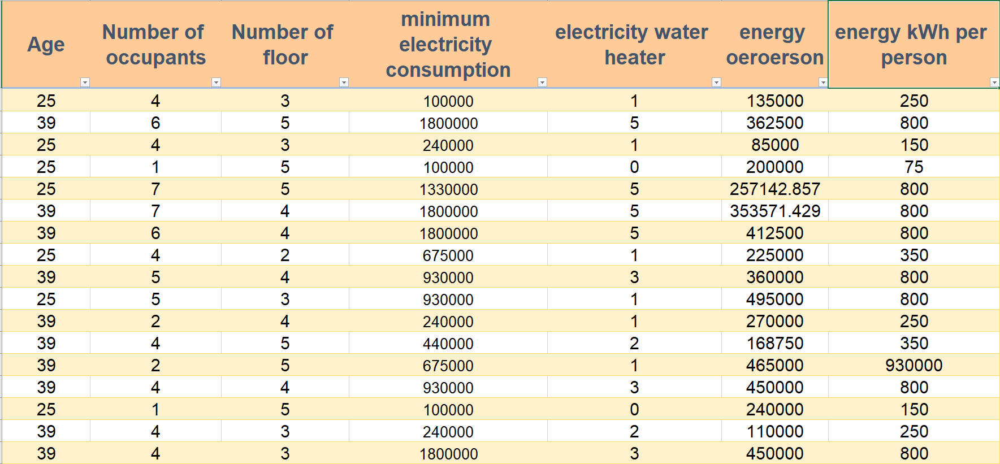 Age	Number of occupants	Number of floor	minimum electricity consumption	electricity water heater	energy oeroerson	energy kWh per person
25	4	3	100000	1	135000	250
39	6	5	1800000	5	362500	800
25	4	3	240000	1	85000	150
25	1	5	100000	0	200000	75
25	7	5	1330000	5	257142.857	800
39	7	4	1800000	5	353571.429	800
39	6	4	1800000	5	412500	800
25	4	2	675000	1	225000	350
39	5	4	930000	3	360000	800
25	5	3	930000	1	495000	800
39	2	4	240000	1	270000	250
39	4	5	440000	2	168750	350
39	2	5	675000	1	465000	930000
39	4	4	930000	3	450000	800
25	1	5	100000	0	240000	150
39	4	3	240000	2	110000	250
39	4	3	1800000	3	450000	800